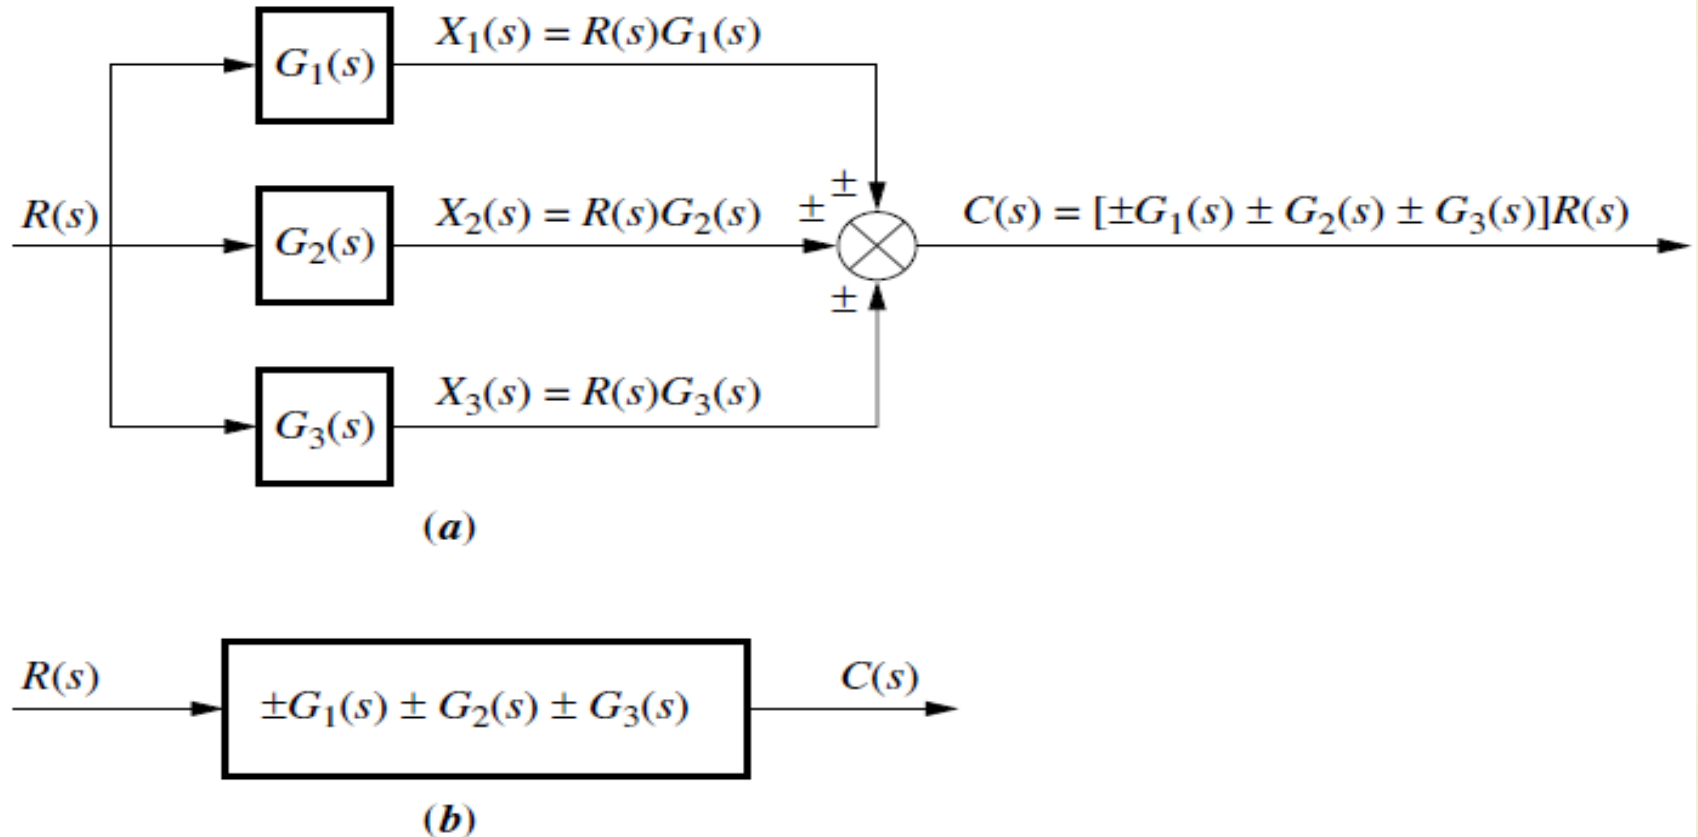 X₁(s) = R(s)G₁(s)
G₁(s)
±
R(s)
G₂(s)
X₂(s) = R(s)G₂(s)
±
C(s) = [±G₁(s) ± G₂(s) ± G₃(s)]R(s)
±
X₃(s) = R(s)G₃(s)
G₃(s)
(a)
R(s)
±G₁(s) ± G₂(s) ± G₃(s)
C(s)
(b)